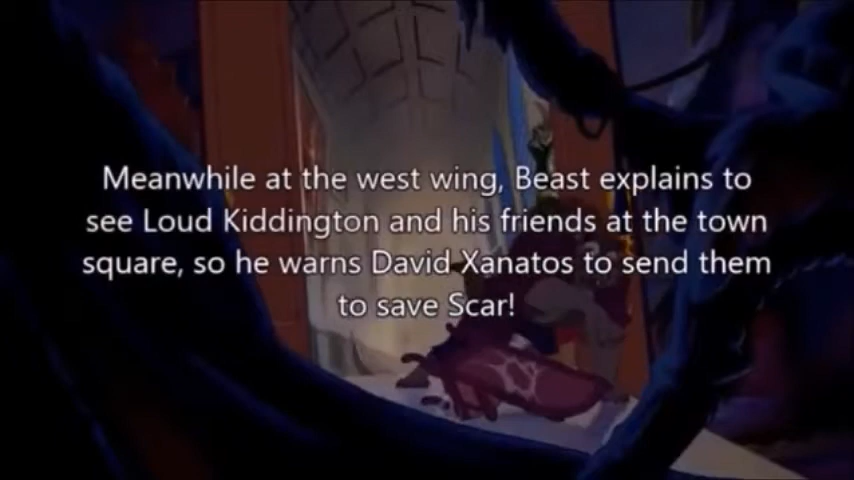 Meanwhile at the west wing, Beast explains to
see Loud Kiddington and his friends at the town
square, so he warns David Xanatos to send them
to save Scar!